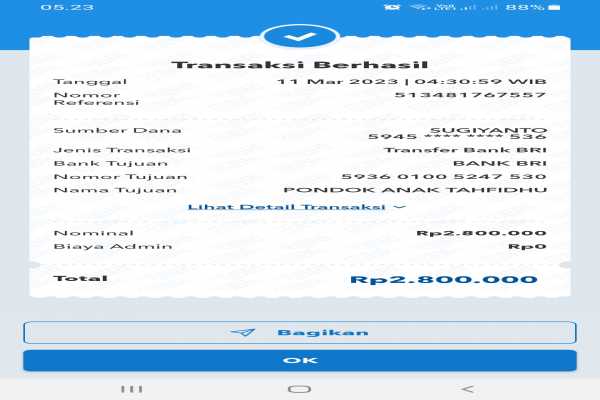 05.23
88%
Transaksi Berhasil
Tanggal 11 Mar 2023 | 04:30:59 WIB
Nomor Referensi 513481767557
Sumber Dana SUGIYANTO
5945 **** **** 536
Jenis Transaksi Transfer Bank BRI
Bank Tujuan BANK BRI
Nomor Tujuan 5936 0100 5247 530
Nama Tujuan PONDOK ANAK TAHFIDHU
Lihat Detail Transaksi
Nominal Rp2.800.000
Biaya Admin Rp0
Total Rp2.800.000
Bagikan
OK